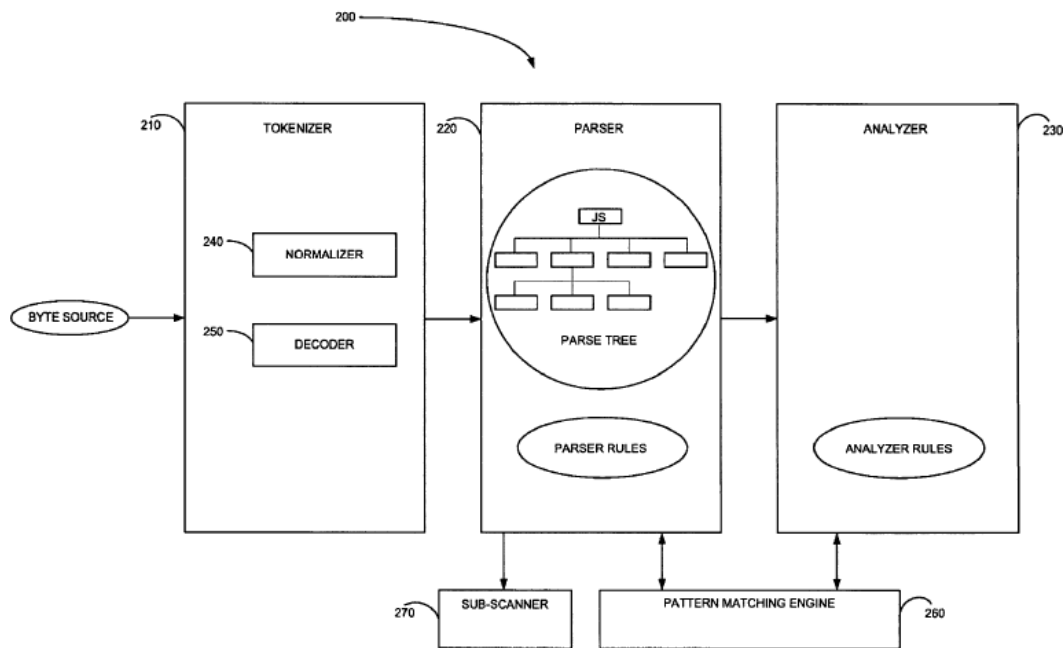 200
210
TOKENIZER
220
PARSER
ANALYZER
230
JS
240
NORMALIZER
BYTE SOURCE
250
DECODER
PARSE TREE
PARSER RULES
ANALYZER RULES
270
SUB-SCANNER
PATTERN MATCHING ENGINE
260